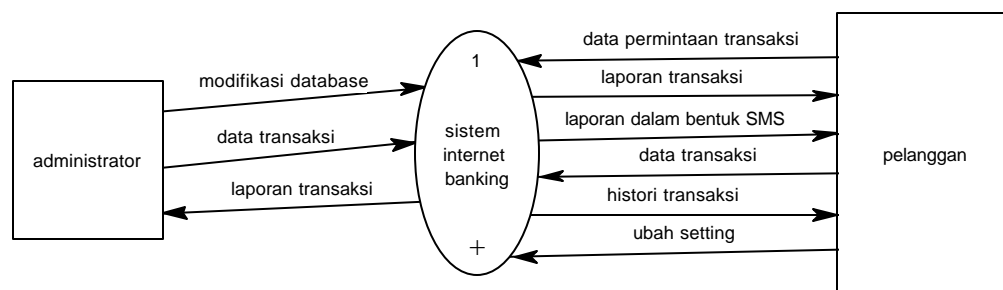 administrator
modifikasi database
data transaksi
laporan transaksi
1
sistem
internet
banking
+
data permintaan transaksi
laporan transaksi
laporan dalam bentuk SMS
data transaksi
histori transaksi
ubah setting
pelanggan